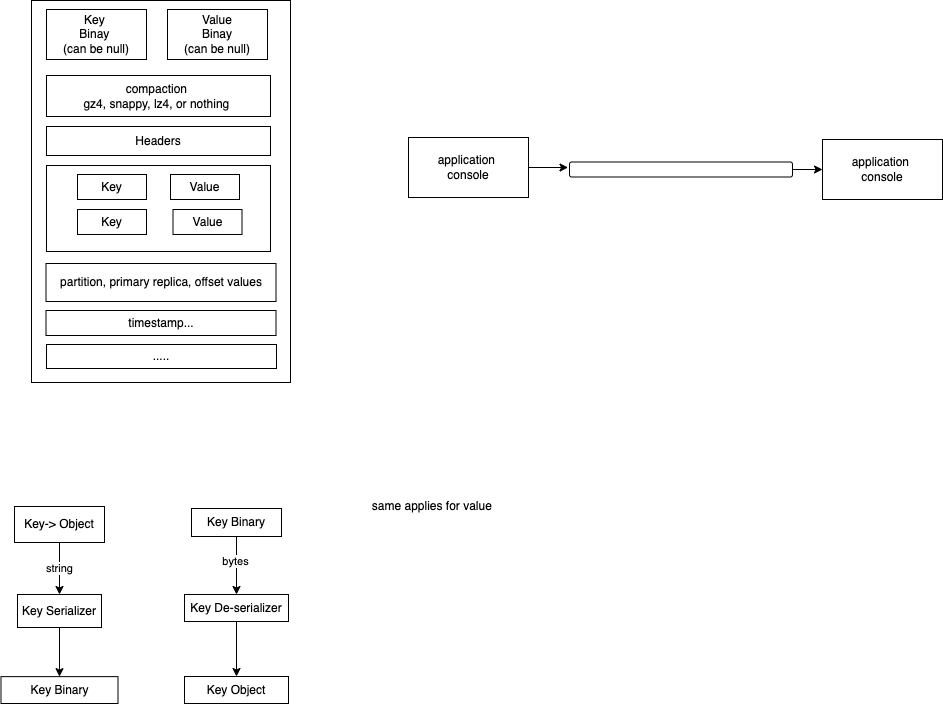 Key
Binay
(can be null)
Value
Binay
(can be null)
compaction
gz4, snappy, lz4, or nothing
Headers
Key
Value
Key
Value
partition, primary replica, offset values
timestamp...
.....
application
console
application
console
same applies for value
Key-> Object
string
Key Serializer
Key Binary
Key Binary
bytes
Key De-serializer
Key Object